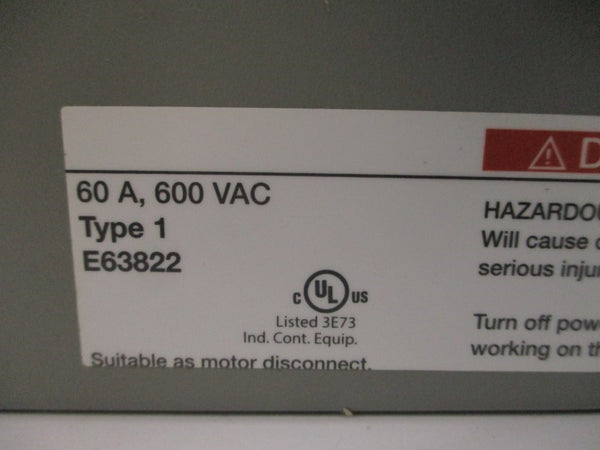 60 A, 600 VAC
Type 1
E63822
C UL US
Listed 3E73
Ind. Cont. Equip.
Suitable as motor disconnect.
D
HAZARDOU
Will cause
serious injur
Turn off powe
working on th